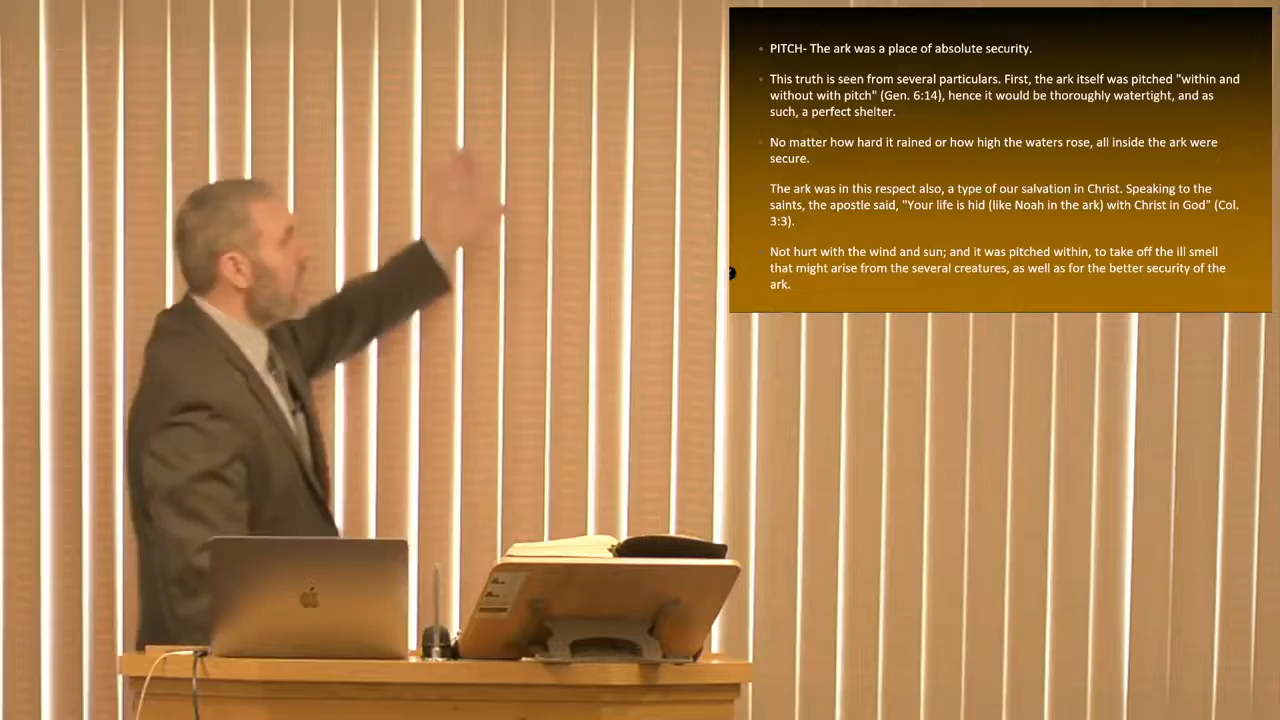 PITCH- The ark was a place of absolute security.
This truth is seen from several particulars. First, the ark itself was pitched "within and
without with pitch" (Gen. 6:14), hence it would be thoroughly watertight, and as
such, a perfect shelter.
No matter how hard it rained or how high the waters rose, all inside the ark were
secure.
The ark was in this respect also, a type of our salvation in Christ. Speaking to the
saints, the apostle said, "Your life is hid (like Noah in the ark) with Christ in God" (Col.
3:3).
Not hurt with the wind and sun; and it was pitched within, to take off the ill smell
that might arise from the several creatures, as well as for the better security of the
ark.